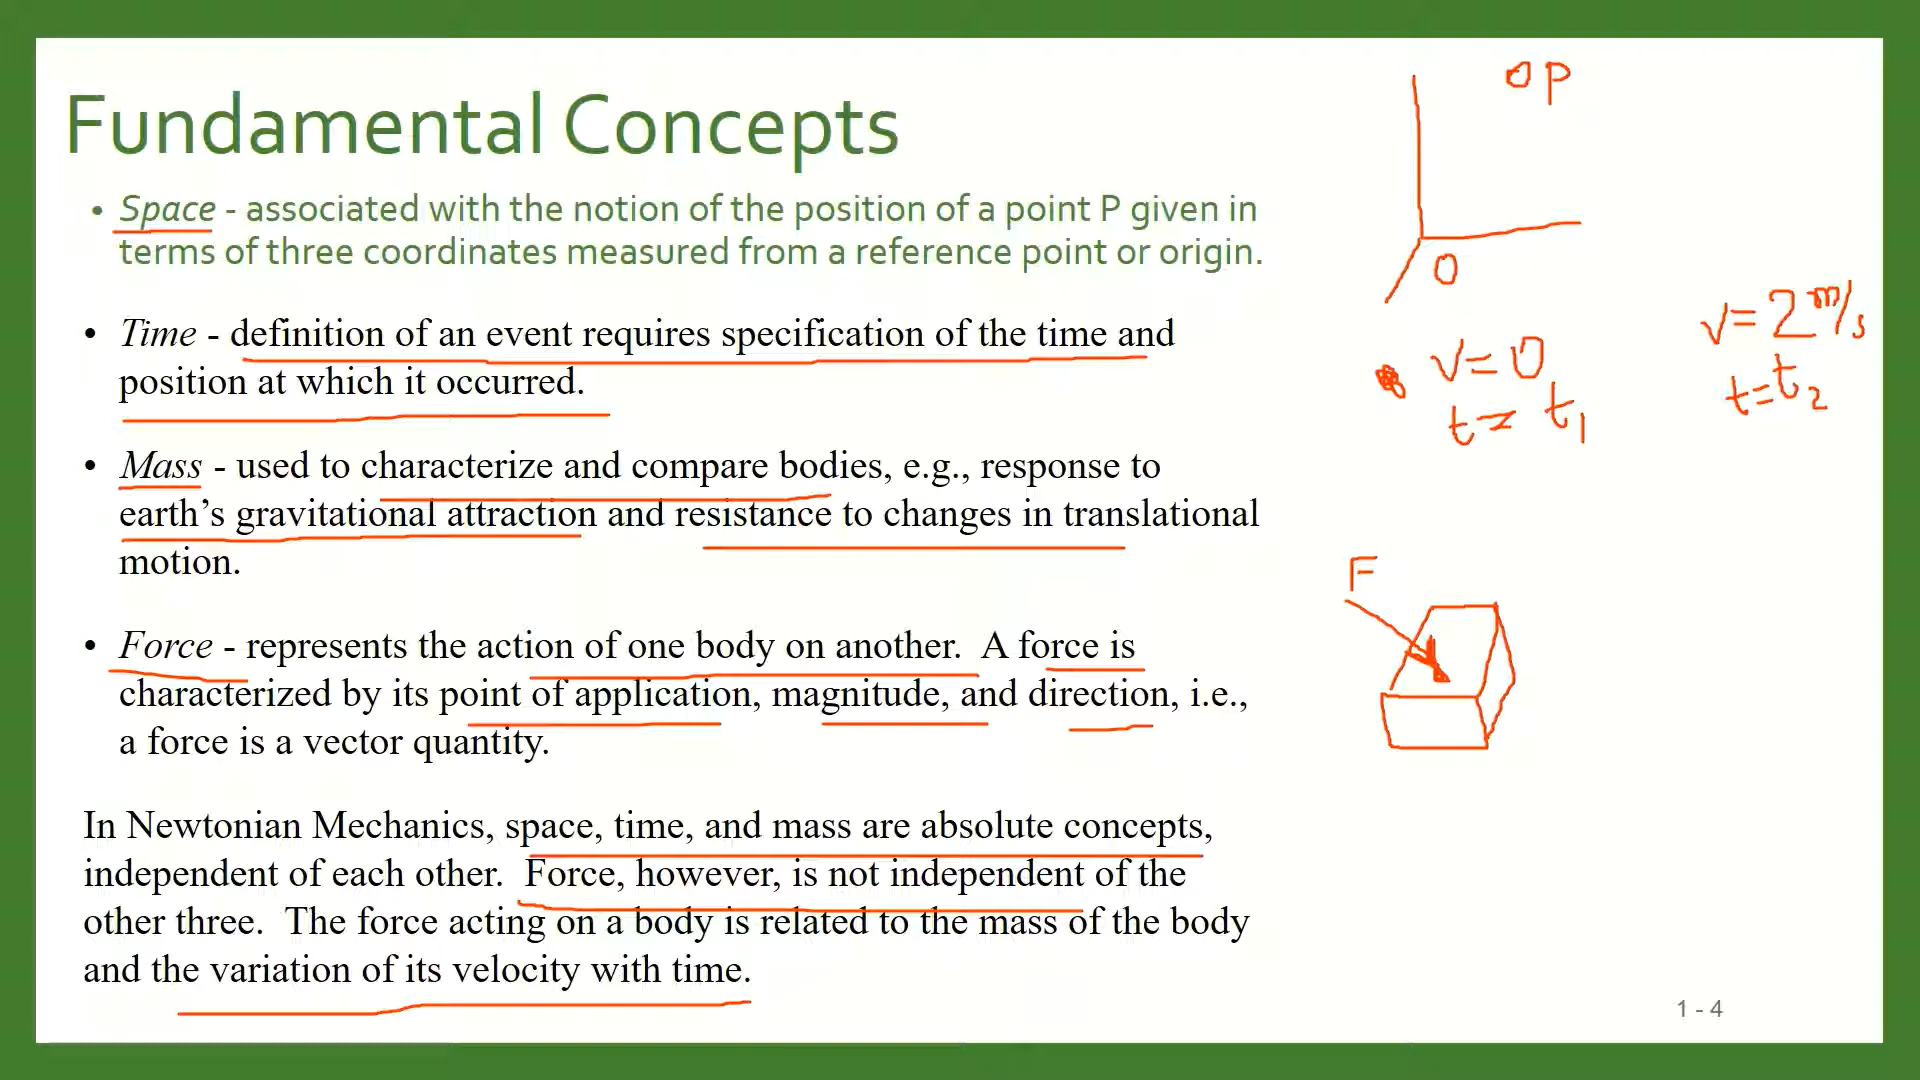 Fundamental Concepts
• Space - associated with the notion of the position of a point P given in
terms of three coordinates measured from a reference point or origin.
• Time - definition of an event requires specification of the time and
position at which it occurred.
• Mass - used to characterize and compare bodies, e.g., response to
earth’s gravitational attraction and resistance to changes in translational
motion.
• Force - represents the action of one body on another.  A force is
characterized by its point of application, magnitude, and direction, i.e.,
a force is a vector quantity.
In Newtonian Mechanics, space, time, and mass are absolute concepts,
independent of each other.  Force, however, is not independent of the
other three.  The force acting on a body is related to the mass of the body
and the variation of its velocity with time.
P
O
v=0
t= t₁
v=2 m/s
t=t₂
F
1 - 4